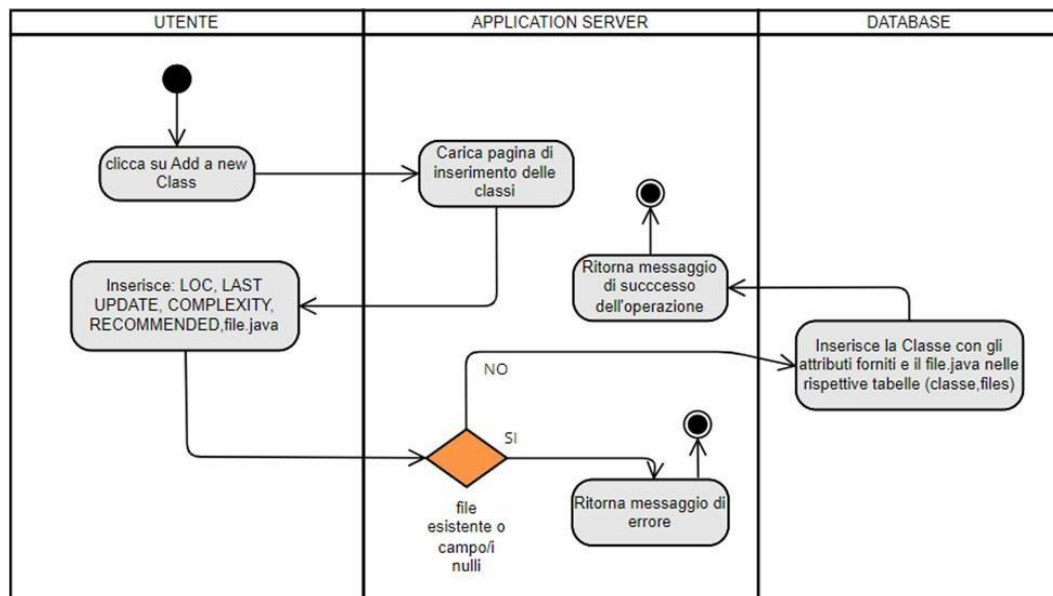 UTENTE
APPLICATION SERVER
DATABASE
clicca su Add a new
Class
Carica pagina di
inserimento delle
classi
Inserisce: LOC, LAST
UPDATE, COMPLEXITY,
RECOMMENDED,file.java
Ritorna messaggio
di succcesso
dell'operazione
Inserisce la Classe con gli
attributi forniti e il file.java nelle
rispettive tabelle (classe,files)
NO
SI
file
esistente o
campo/i
nulli
Ritorna messaggio di
errore